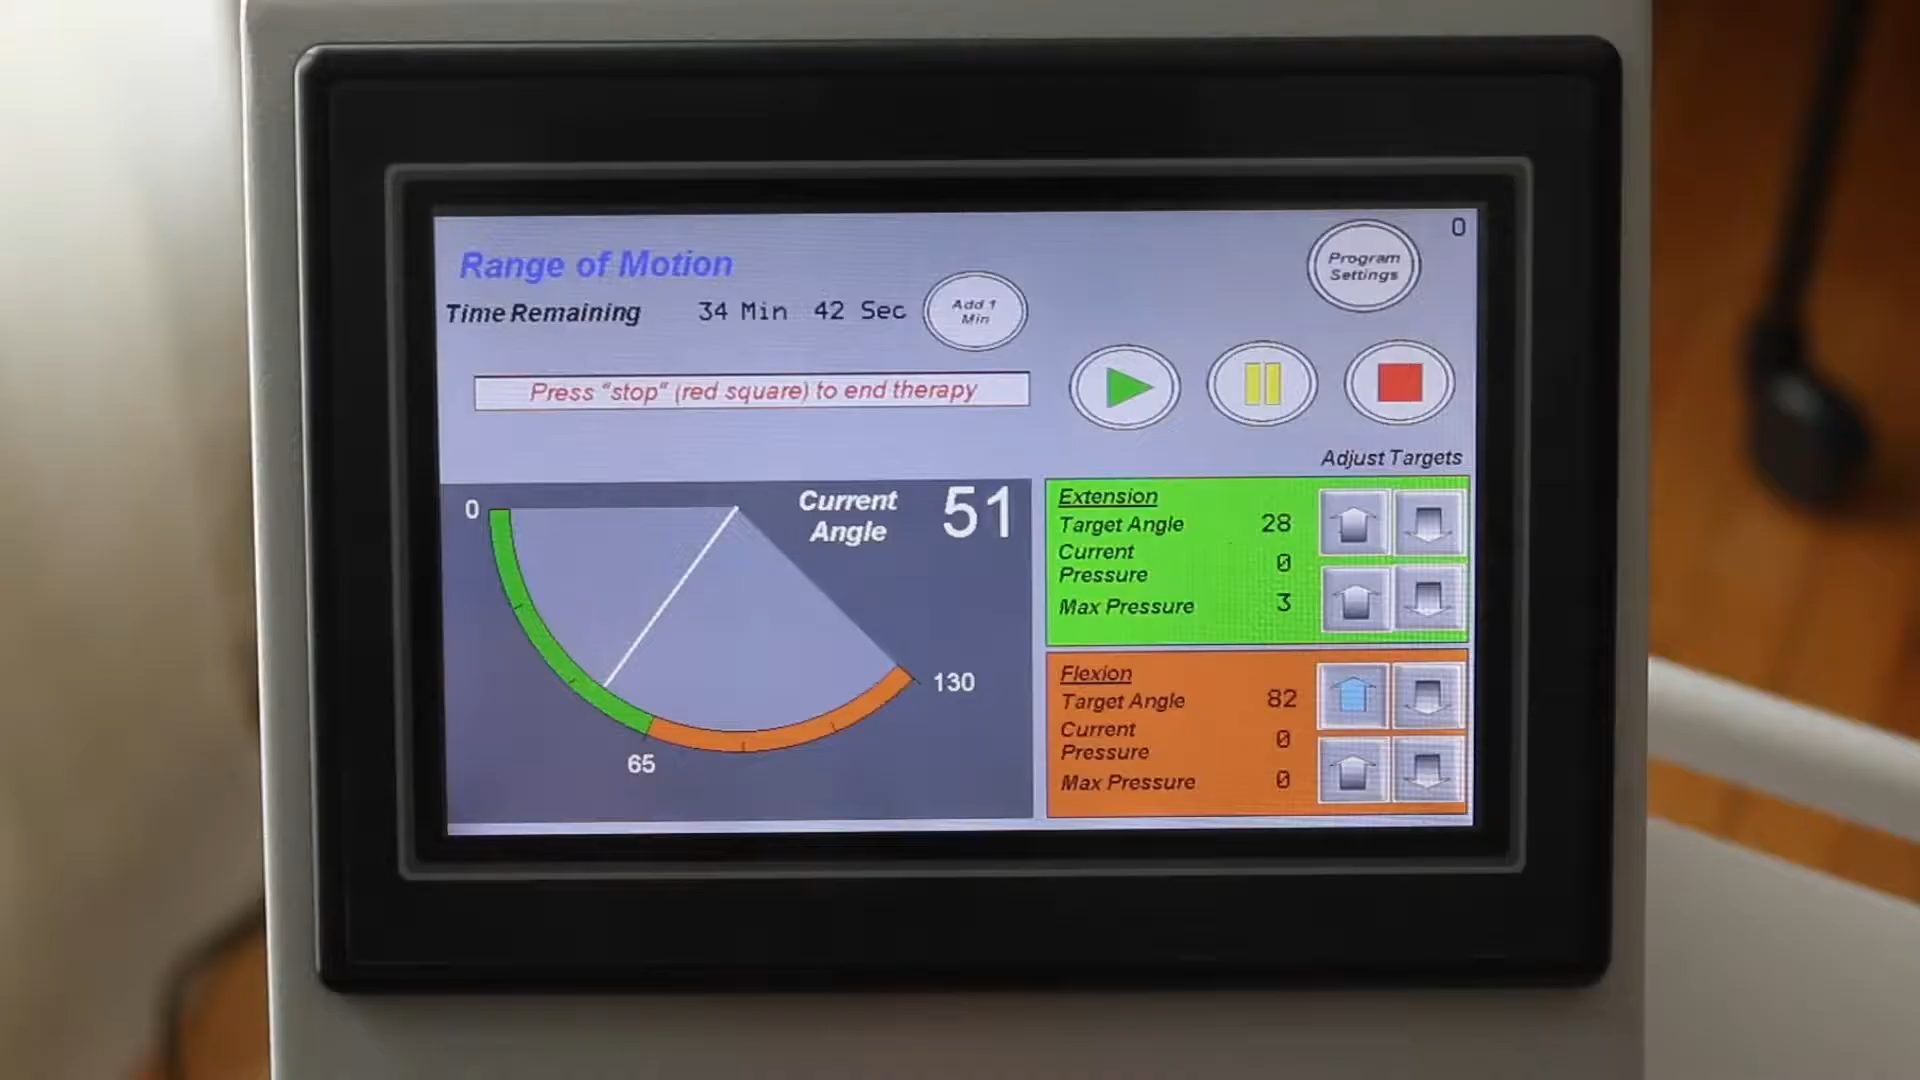 0
Range of Motion
Program
Settings
Time Remaining 34 Min 42 Sec
Add 1
Min
Press "stop" (red square) to end therapy
Adjust Targets
0
Current
Angle
51
130
65
Extension
Target Angle 28
Current
Pressure 0
Max Pressure 3
Flexion
Target Angle 82
Current
Pressure 0
Max Pressure 0